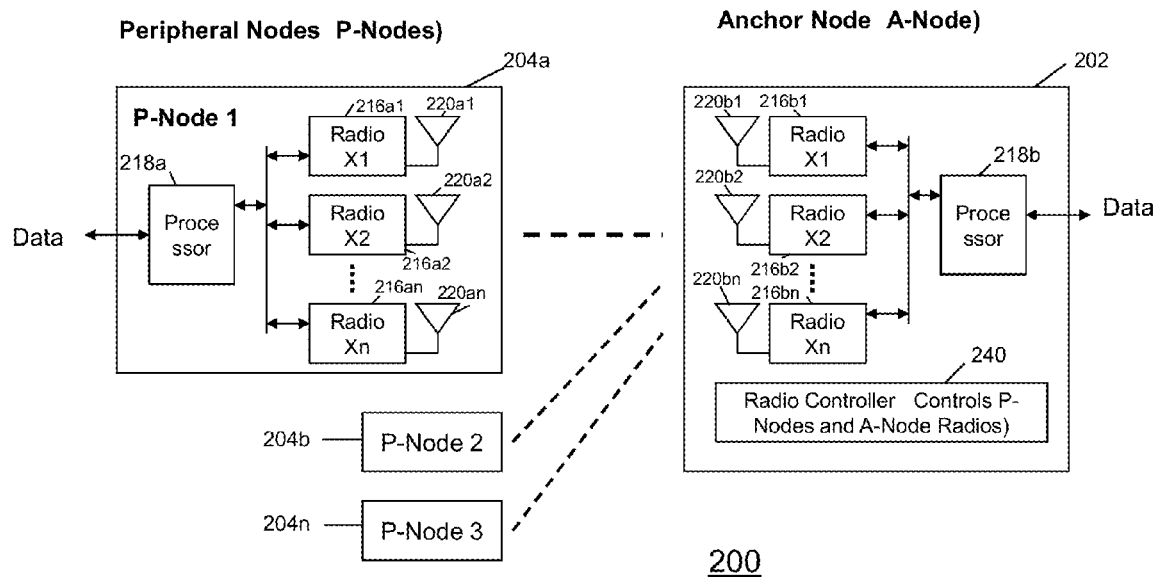 Peripheral Nodes P-Nodes)
Anchor Node A-Node)
204a
202
P-Node 1
216a1
220a1
Radio
X1
218a
Proce
ssor
Data
220a2
Radio
X2
216a2
216an
220an
Radio
Xn
220b1
216b1
Radio
X1
218b
Proce
ssor
Data
220b2
Radio
X2
216b2
220bn
216bn
Radio
Xn
240
Radio Controller Controls P-
Nodes and A-Node Radios)
204b
P-Node 2
204n
P-Node 3
200